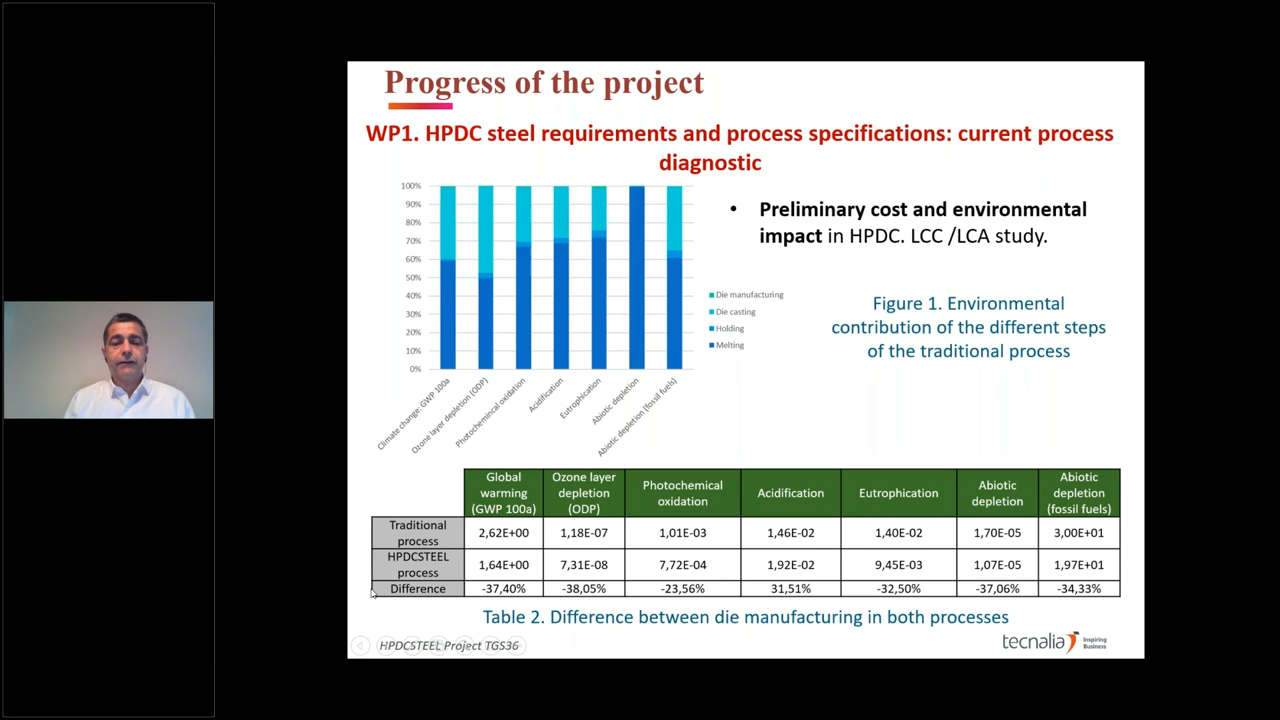 Progress of the project
WP1. HPDC steel requirements and process specifications: current process
diagnostic
100%
90%
80%
70%
60%
50%
40%
30%
20%
10%
0%
Climate change: GWP 100a
Ozone layer depletion (ODP)
Photochemincal oxidation
Acidification
Eutrophication
Abiotic depletion
Abiotic depletion (fossil fuels)
Die manufacturing
Die casting
Holding
Melting
• Preliminary cost and environmental
impact in HPDC. LCC /LCA study.
Figure 1. Environmental
contribution of the different steps
of the traditional process
Global warming (GWP 100a) Ozone layer depletion (ODP) Photochemical oxidation Acidification Eutrophication Abiotic depletion Abiotic depletion (fossil fuels)
Traditional process 2,62E+00 1,18E-07 1,01E-03 1,46E-02 1,40E-02 1,70E-05 3,00E+01
HPDCSTEEL process 1,64E+00 7,31E-08 7,72E-04 1,92E-02 9,45E-03 1,07E-05 1,97E+01
Difference -37,40% -38,05% -23,56% 31,51% -32,50% -37,06% -34,33%
Table 2. Difference between die manufacturing in both processes
HPDCSTEEL Project TGS36
tecnalia Inspiring
Business